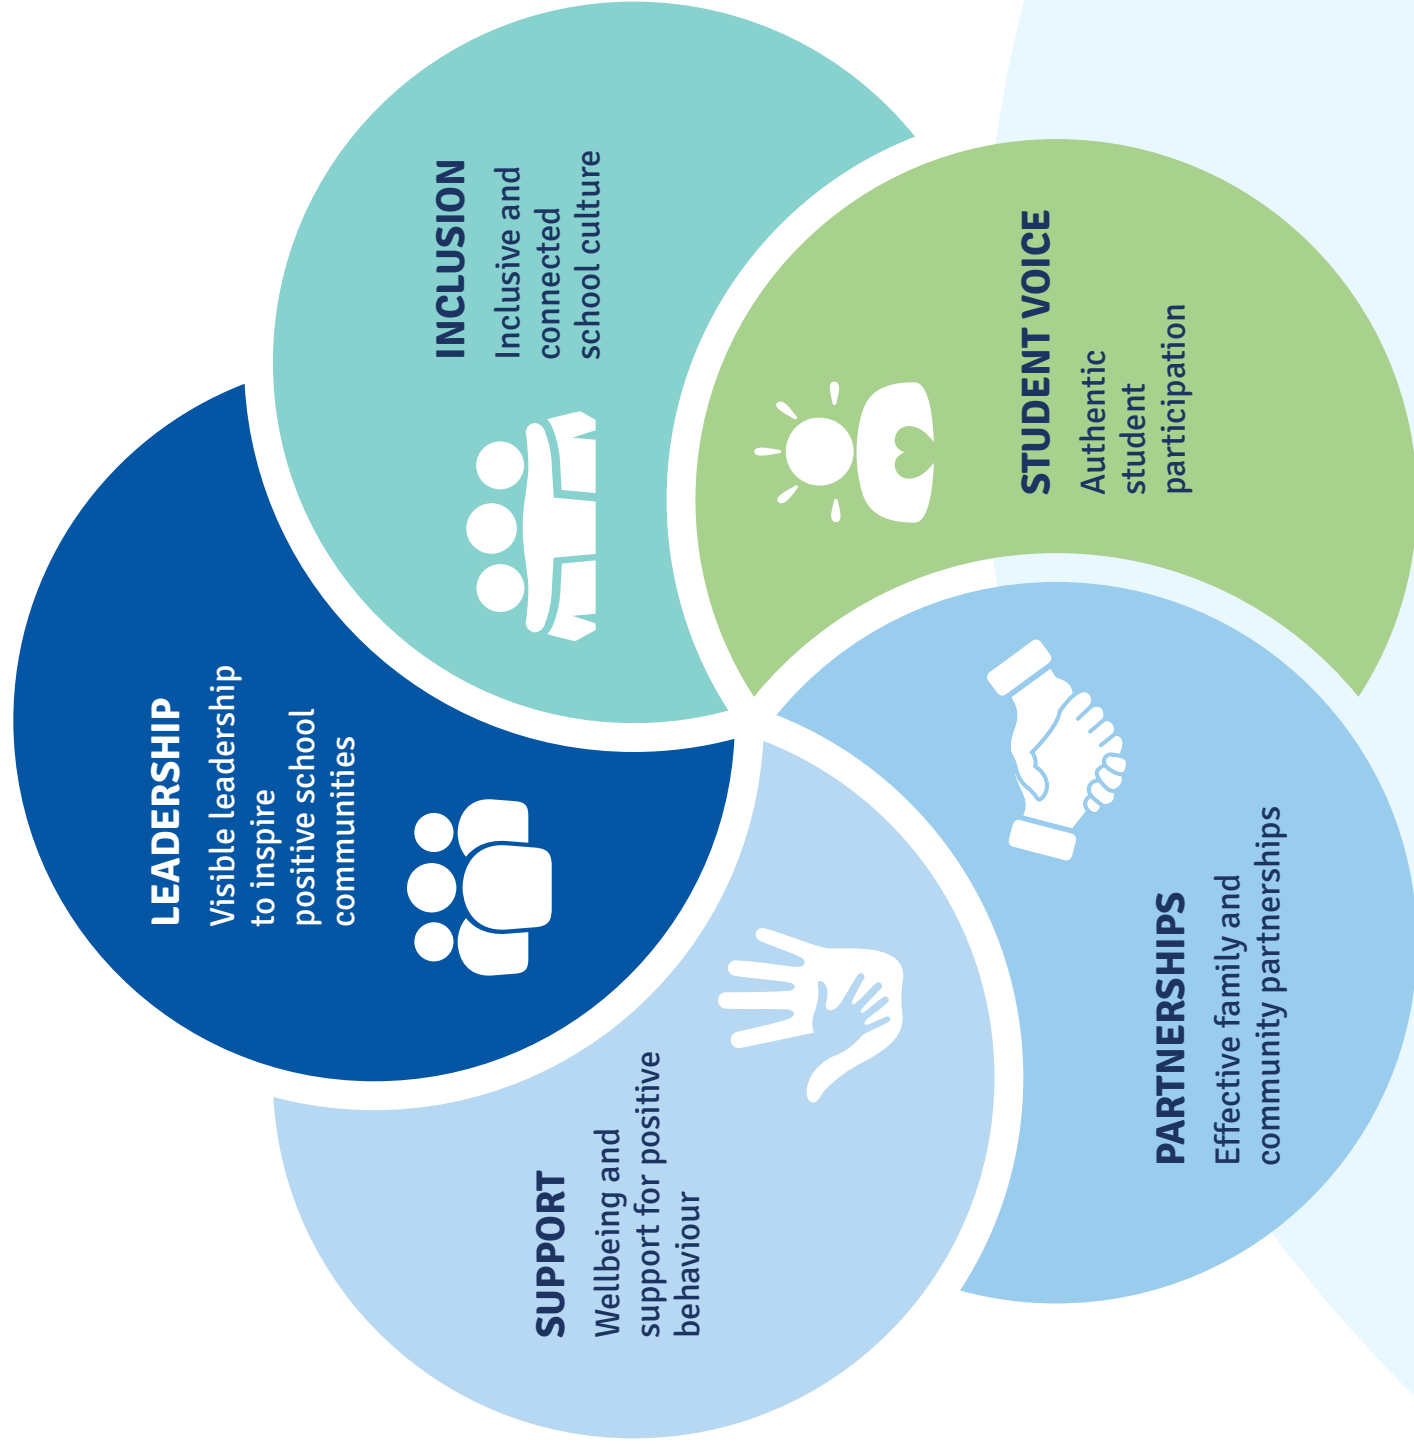 LEADERSHIP
Visible leadership
to inspire
positive school
communities
INCLUSION
Inclusive and
connected
school culture
STUDENT VOICE
Authentic
student
participation
PARTNERSHIPS
Effective family and
community partnerships
SUPPORT
Wellbeing and
support for positive
behaviour